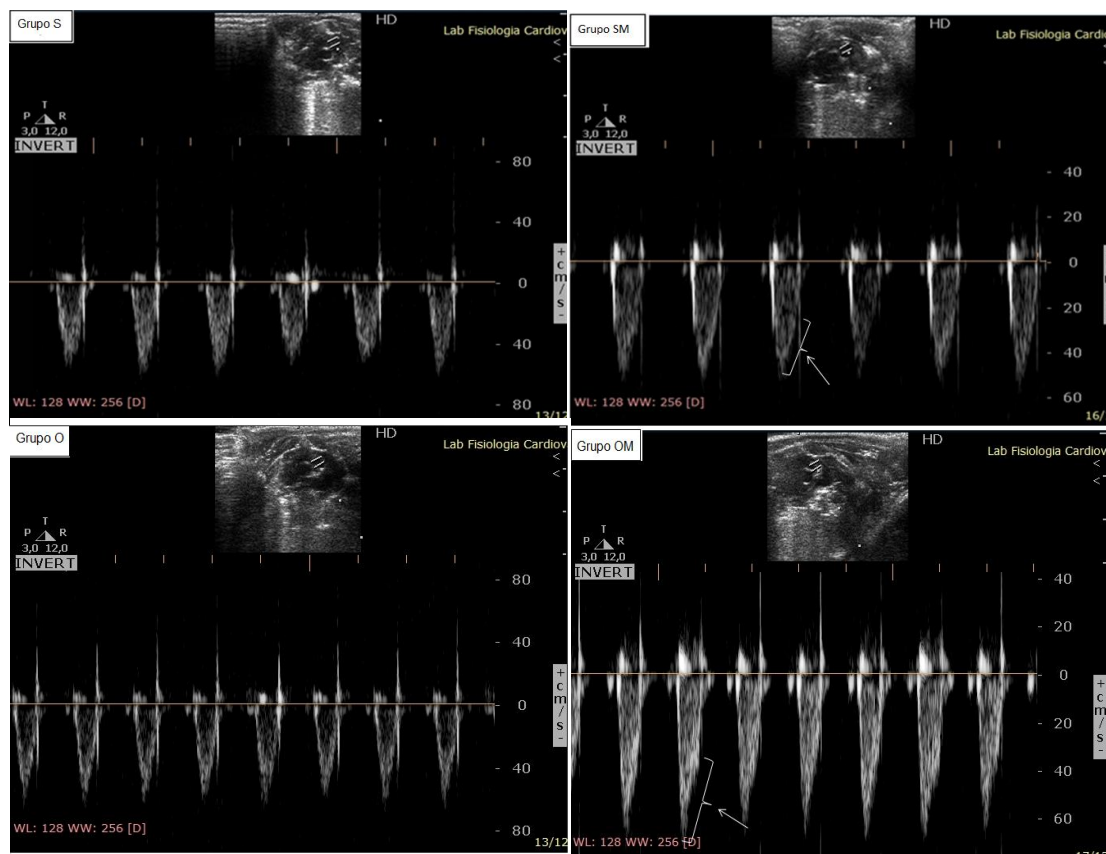 Grupo S
HD
Lab Fisiologia Cardiov
T
P R
3,0 12,0
INVERT
80
40
0
40
80
+
cm/s
-
WL: 128 WW: 256 [D]
13/12
Grupo SM
HD
Lab Fisiologia Cardio
T
P R
3,0 12,0
INVERT
40
20
0
20
40
60
WL: 128 WW: 256 [D]
16/
Grupo O
HD
Lab Fisiologia Cardiov
T
P R
3,0 12,0
INVERT
80
40
0
40
80
+
cm/s
-
WL: 128 WW: 256 [D]
13/12
Grupo OM
HD
Lab Fisiologia Cardiov
T
P R
3,0 12,0
INVERT
40
20
0
20
40
60
+
cm/s
-
WL: 128 WW: 256 [D]